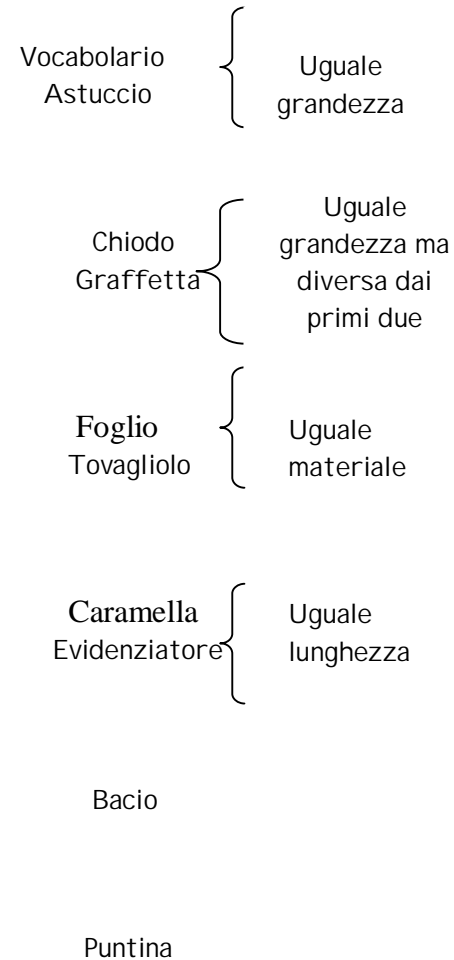 Vocabolario
Astuccio
Uguale
grandezza
Chiodo
Graffetta
Uguale
grandezza ma
diversa dai
primi due
Foglio
Tovagliolo
Uguale
materiale
Caramella
Evidenziatore
Uguale
lunghezza
Bacio
Puntina